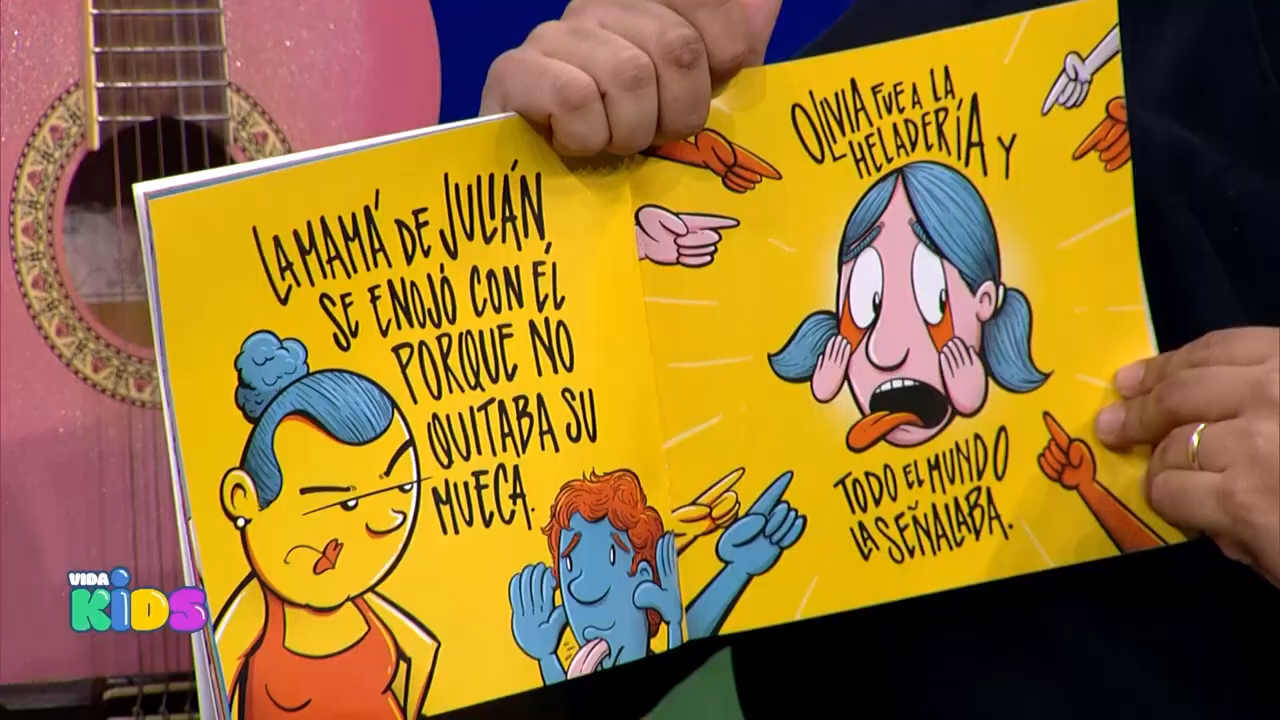 LA MAMÁ DE JULIÁN
SE ENOJÓ CON ÉL
PORQUE NO
QUITABA SU
MUECA.
OLIVIA FUE A LA
HELADERÍA Y
TODO EL MUNDO
LA SEÑALABA.
VIDA
KIDS